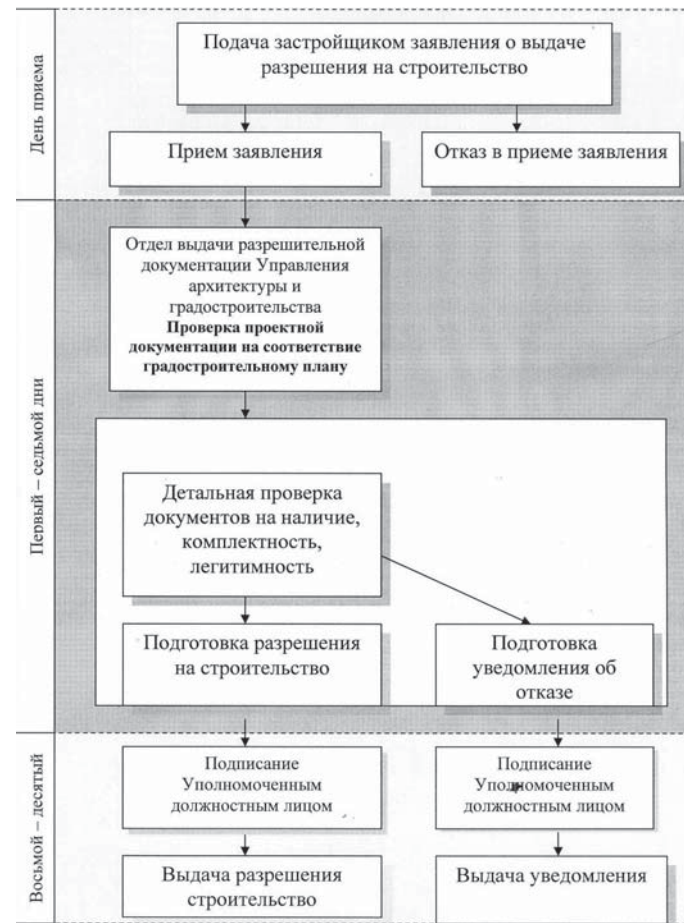 День приема
Подача застройщиком заявления о выдаче
разрешения на строительство
Прием заявления
Отказ в приеме заявления
Первый – седьмой дни
Отдел выдачи разрешительной
документации Управления
архитектуры и
градостроительства
Проверка проектной
документации на соответствие
градостроительному плану
Детальная проверка
документов на наличие,
комплектность,
легитимность
Подготовка разрешения
на строительство
Подготовка
уведомления об
отказе
Восьмой – десятый
Подписание
Уполномоченным
должностным лицом
Подписание
Уполномоченным
должностным лицом
Выдача разрешения
строительство
Выдача уведомления